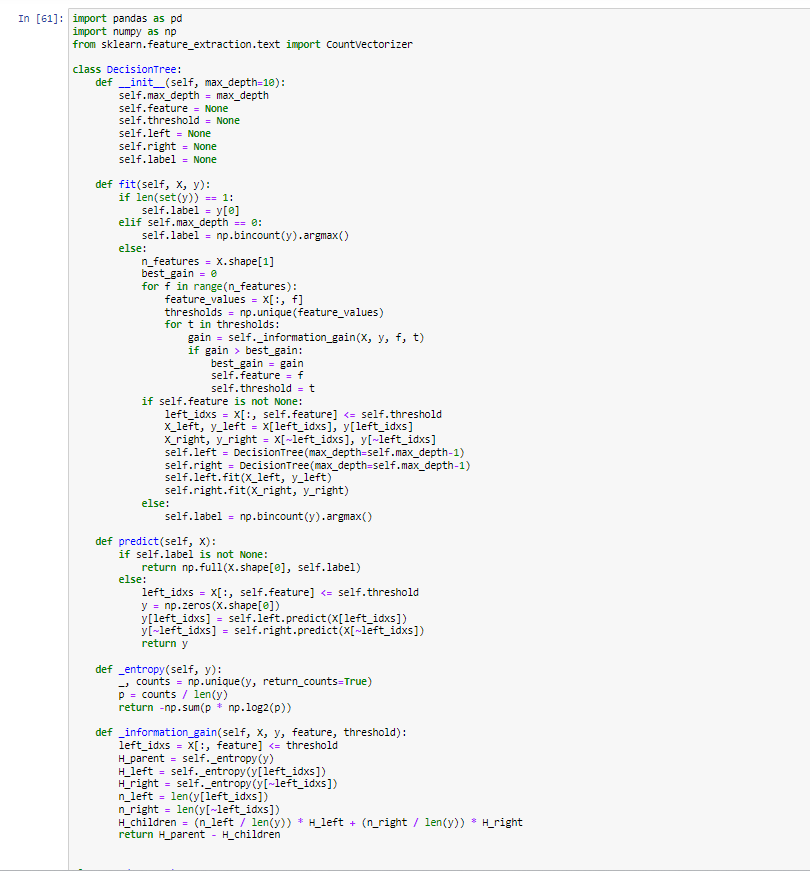 In [61]: import pandas as pd
import numpy as np
from sklearn.feature_extraction.text import CountVectorizer

class DecisionTree:
    def __init__(self, max_depth=10):
        self.max_depth = max_depth
        self.feature = None
        self.threshold = None
        self.left = None
        self.right = None
        self.label = None

    def fit(self, X, y):
        if len(set(y)) == 1:
            self.label = y[0]
        elif self.max_depth == 0:
            self.label = np.bincount(y).argmax()
        else:
            n_features = X.shape[1]
            best_gain = 0
            for f in range(n_features):
                feature_values = X[:, f]
                thresholds = np.unique(feature_values)
                for t in thresholds:
                    gain = self._information_gain(X, y, f, t)
                    if gain > best_gain:
                        best_gain = gain
                        self.feature = f
                        self.threshold = t
            if self.feature is not None:
                left_idxs = X[:, self.feature] <= self.threshold
                X_left, y_left = X[left_idxs], y[left_idxs]
                X_right, y_right = X[~left_idxs], y[~left_idxs]
                self.left = DecisionTree(max_depth=self.max_depth-1)
                self.right = DecisionTree(max_depth=self.max_depth-1)
                self.left.fit(X_left, y_left)
                self.right.fit(X_right, y_right)
            else:
                self.label = np.bincount(y).argmax()

    def predict(self, X):
        if self.label is not None:
            return np.full(X.shape[0], self.label)
        else:
            left_idxs = X[:, self.feature] <= self.threshold
            y = np.zeros(X.shape[0])
            y[left_idxs] = self.left.predict(X[left_idxs])
            y[~left_idxs] = self.right.predict(X[~left_idxs])
            return y

    def _entropy(self, y):
        _, counts = np.unique(y, return_counts=True)
        p = counts / len(y)
        return -np.sum(p * np.log2(p))

    def _information_gain(self, X, y, feature, threshold):
        left_idxs = X[:, feature] <= threshold
        H_parent = self._entropy(y)
        H_left = self._entropy(y[left_idxs])
        H_right = self._entropy(y[~left_idxs])
        n_left = len(y[left_idxs])
        n_right = len(y[~left_idxs])
        H_children = (n_left / len(y)) * H_left + (n_right / len(y)) * H_right
        return H_parent - H_children